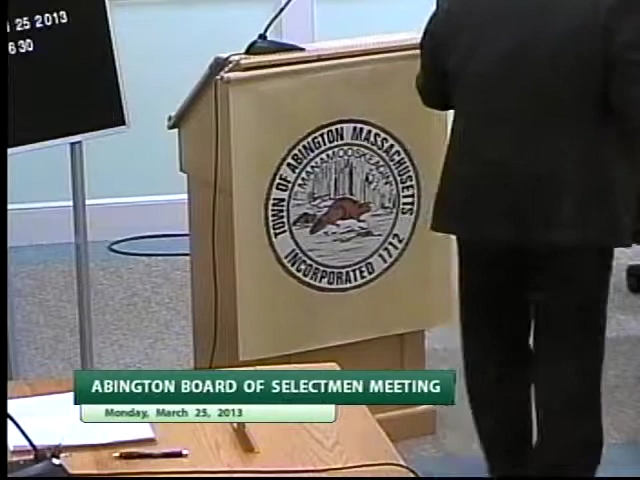 25 2013
6 30
TOWN OF ABINGTON MASSACHUSETTS
MANAMOOSKEAGIN
INCORPORATED 1712
ABINGTON BOARD OF SELECTMEN MEETING
Monday, March 25, 2013